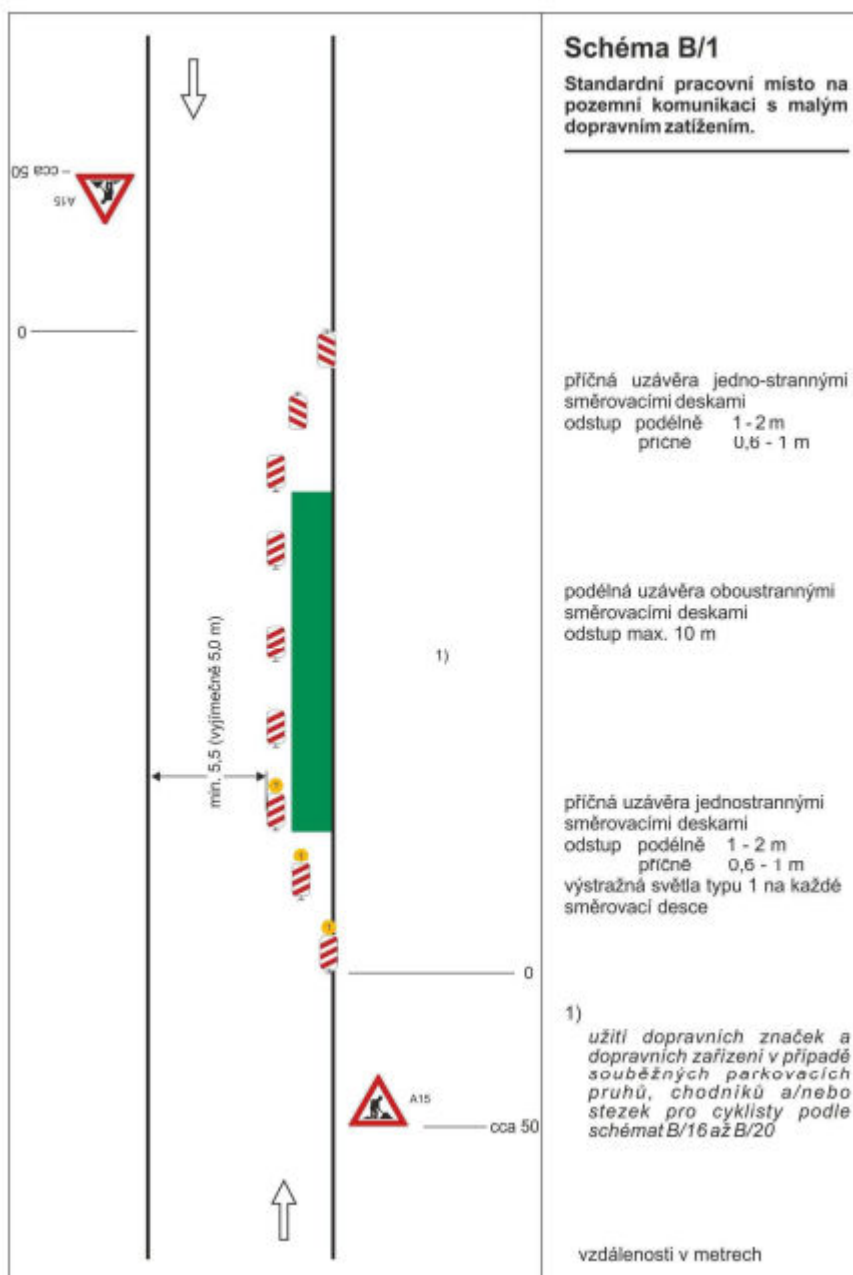 Schéma B/1
Standardní pracovní místo na
pozemní komunikaci s malým
dopravním zatížením.
– cca 50
A15
0
příčná uzávěra jedno-strannými
směrovacími deskami
odstup podélně 1 - 2 m
příčně 0,6 - 1 m
podélná uzávěra oboustrannými
směrovacími deskami
odstup max. 10 m
1)
min. 5,5 (vyjímečně 5,0 m)
1
1
1
příčná uzávěra jednostrannými
směrovacími deskami
odstup podélně 1 - 2 m
příčně 0,6 - 1 m
výstražná světla typu 1 na každé
směrovací desce
0
A15
cca 50
1)
užití dopravních značek a
dopravních zařízení v případě
souběžných parkovacích
pruhů, chodníků a/nebo
stezek pro cyklisty podle
schémat B/16 až B/20
vzdálenosti v metrech